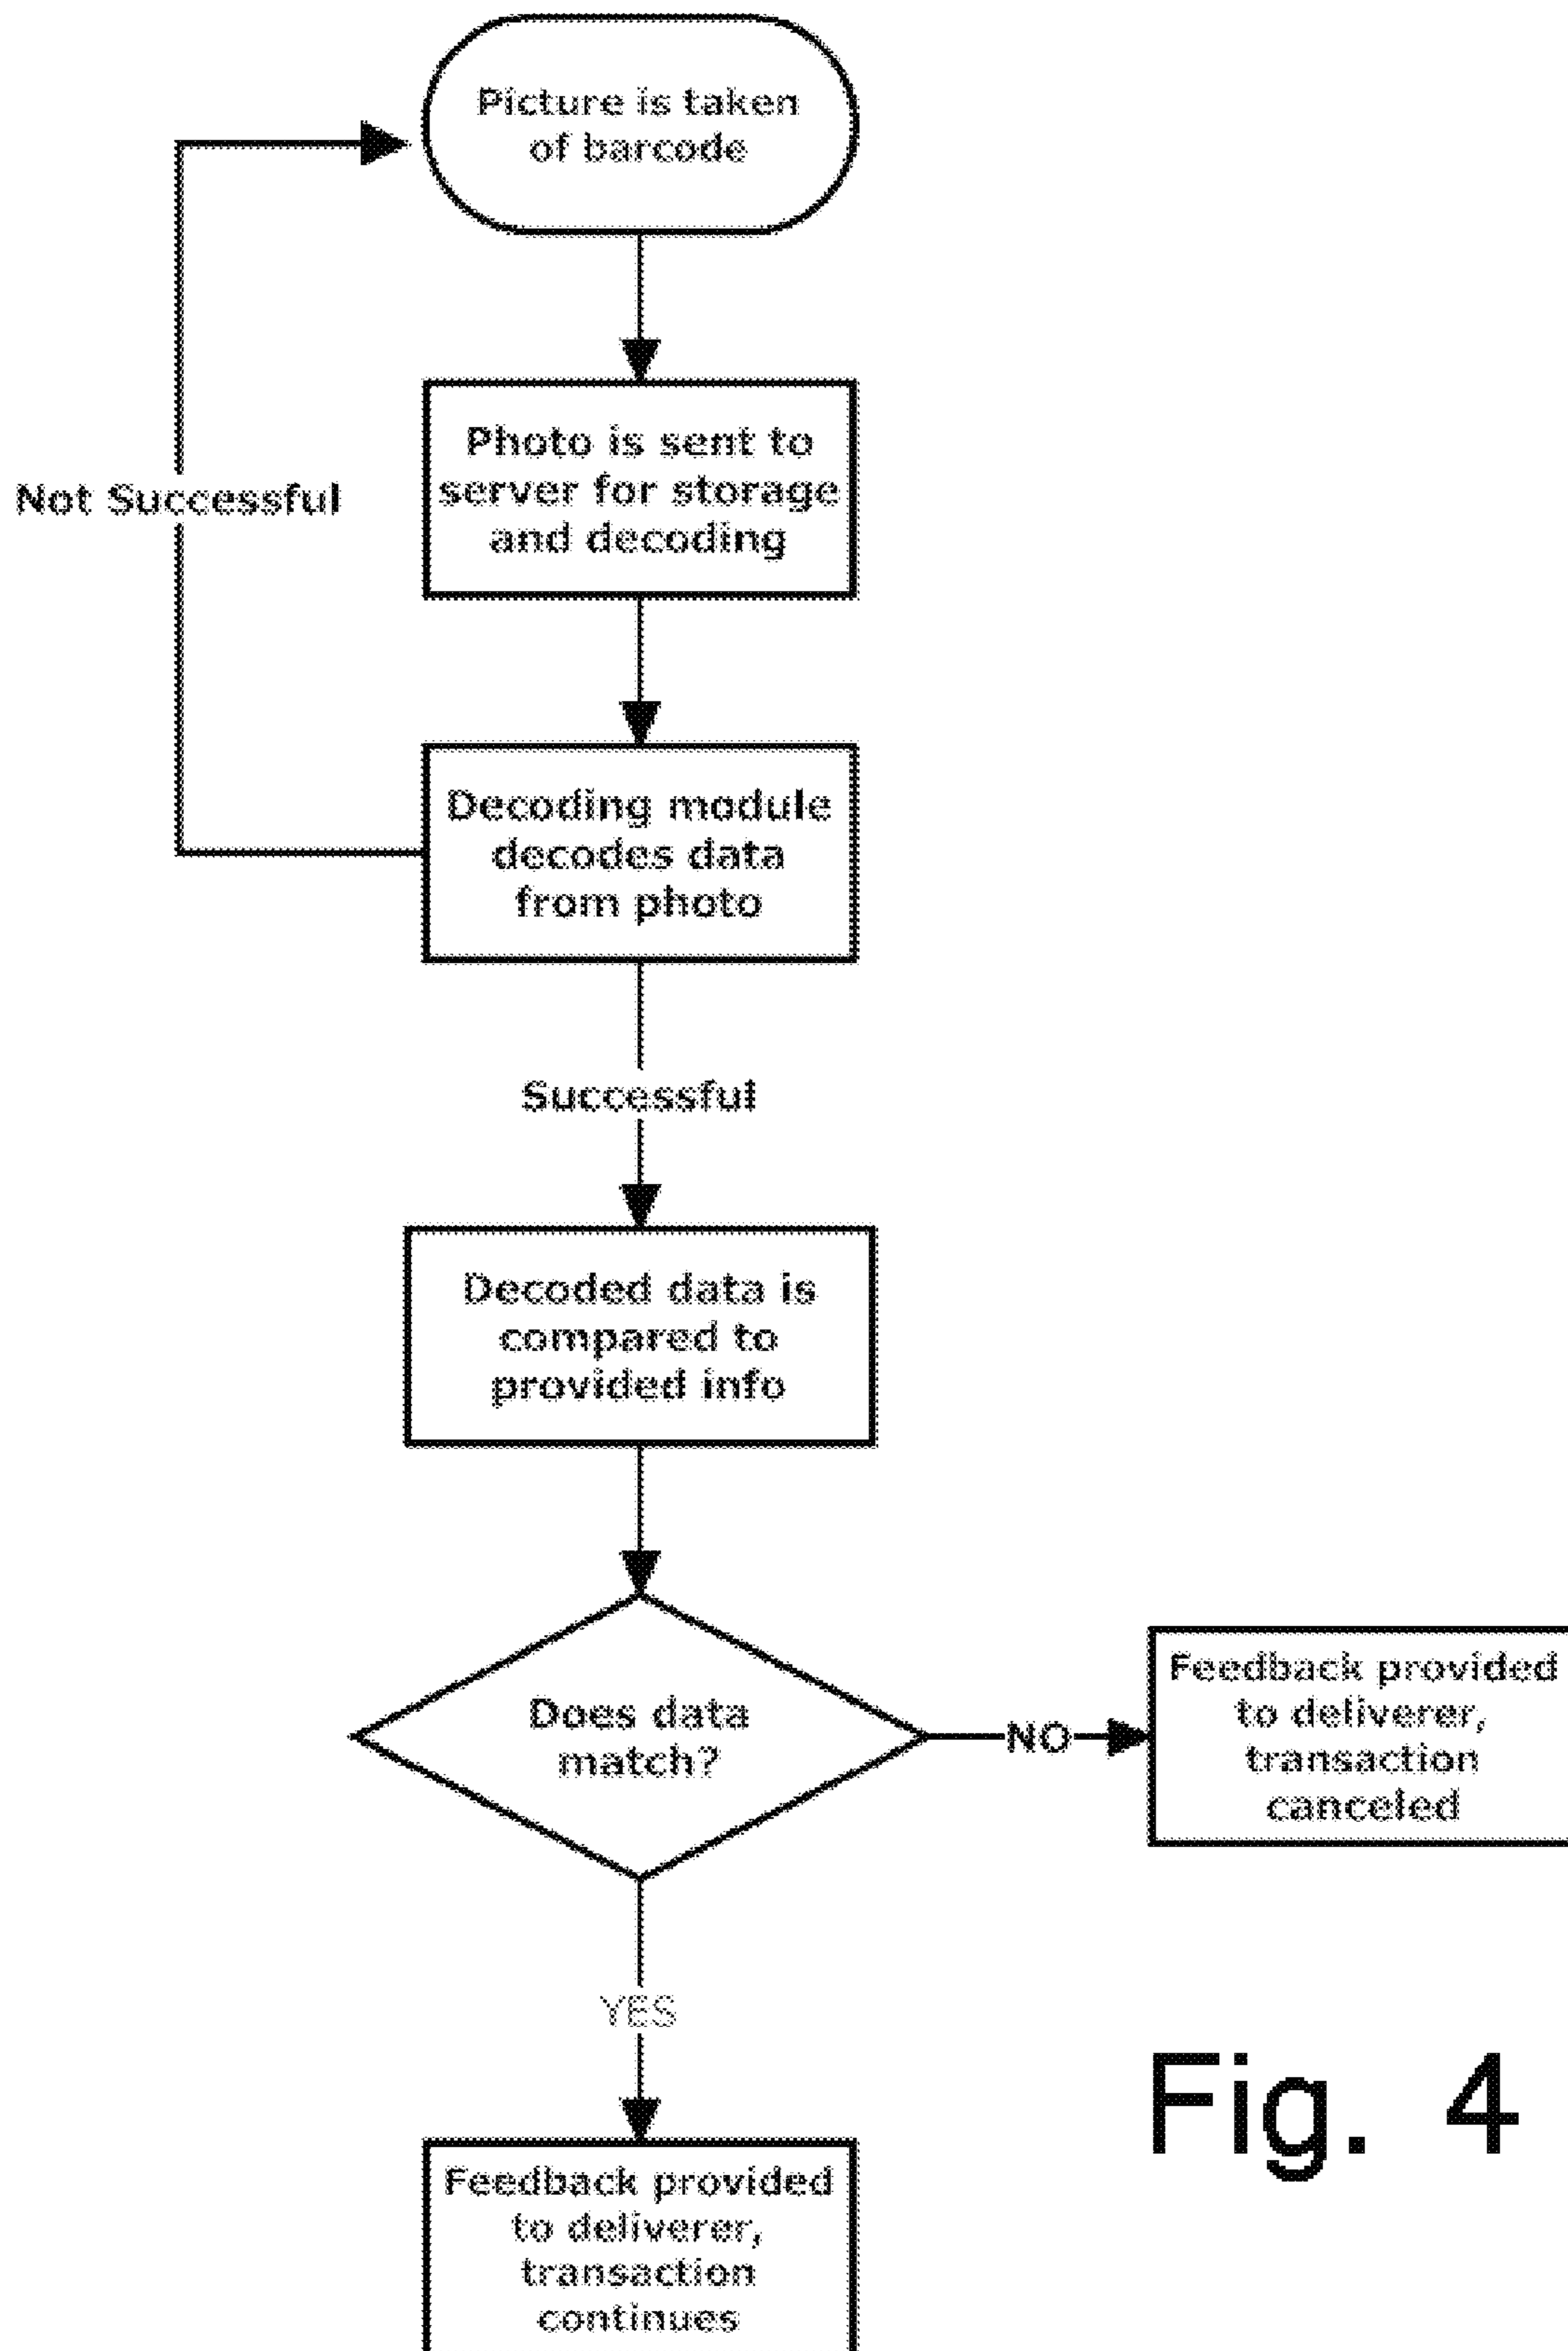 Picture is taken
of barcode
Photo is sent to
server for storage
and decoding
Not Successful
Decoding module
decodes data
from photo
Successful
Decoded data is
compared to
provided info
Does data
match?
NO
Feedback provided
to deliverer,
transaction
canceled
YES
Feedback provided
to deliverer,
transaction
continues
Fig. 4